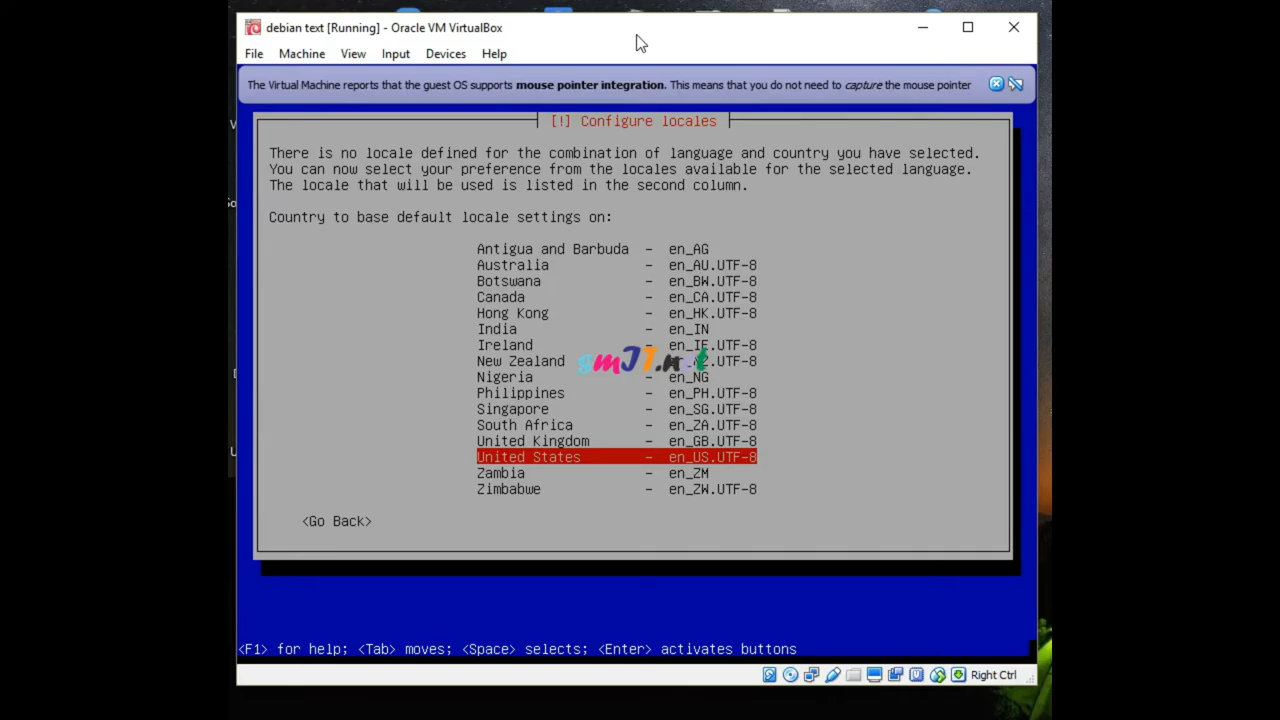 debian text [Running] - Oracle VM VirtualBox
File Machine View Input Devices Help
The Virtual Machine reports that the guest OS supports mouse pointer integration. This means that you do not need to capture the mouse pointer
[!] Configure locales
There is no locale defined for the combination of language and country you have selected.
You can now select your preference from the locales available for the selected language.
The locale that will be used is listed in the second column.
Country to base default locale settings on:
Antigua and Barbuda - en_AG
Australia - en_AU.UTF-8
Botswana - en_BW.UTF-8
Canada - en_CA.UTF-8
Hong Kong - en_HK.UTF-8
India - en_IN
Ireland - en_IE.UTF-8
New Zealand
Nigeria - en_NG
Philippines - en_PH.UTF-8
Singapore - en_SG.UTF-8
South Africa - en_ZA.UTF-8
United Kingdom - en_GB.UTF-8
United States - en_US.UTF-8
Zambia - en_ZM
Zimbabwe - en_ZW.UTF-8
<Go Back>
<F1> for help; <Tab> moves; <Space> selects; <Enter> activates buttons
Right Ctrl